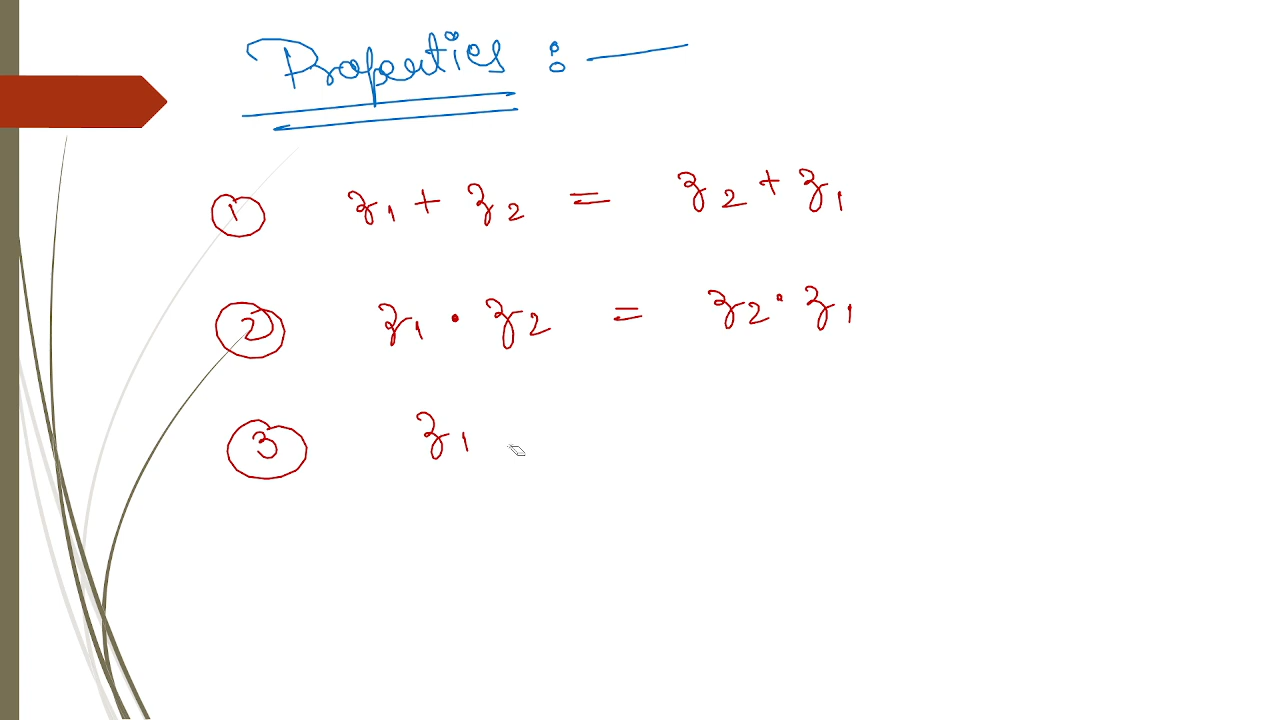 Properties :—
① z₁ + z₂ = z₂ + z₁
② z₁ · z₂ = z₂ · z₁
③ z₁